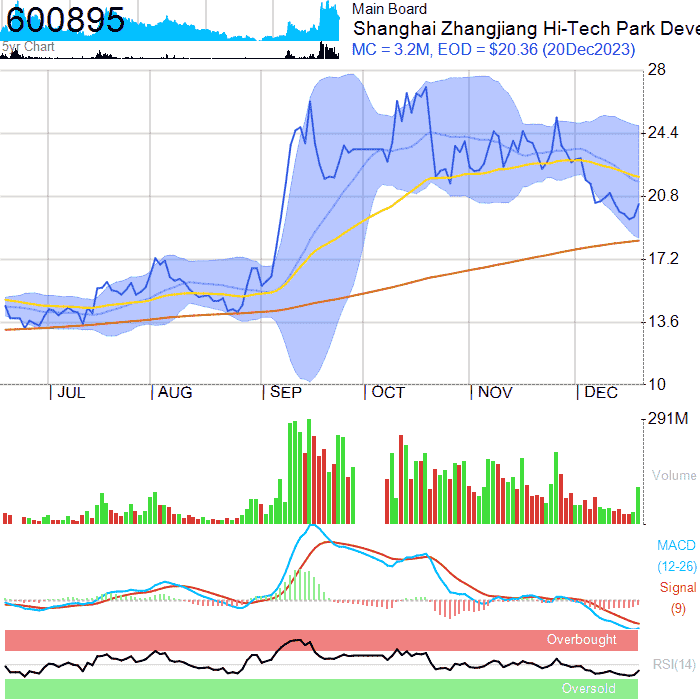 600895
5yr Chart
Main Board
Shanghai Zhangjiang Hi-Tech Park Deve
MC = 3.2M, EOD = $20.36 (20Dec2023)
28
24.4
20.8
17.2
13.6
10
JUL AUG SEP OCT NOV DEC
291M
Volume
MACD
(12-26)
Signal
(9)
Overbought
RSI(14)
Oversold